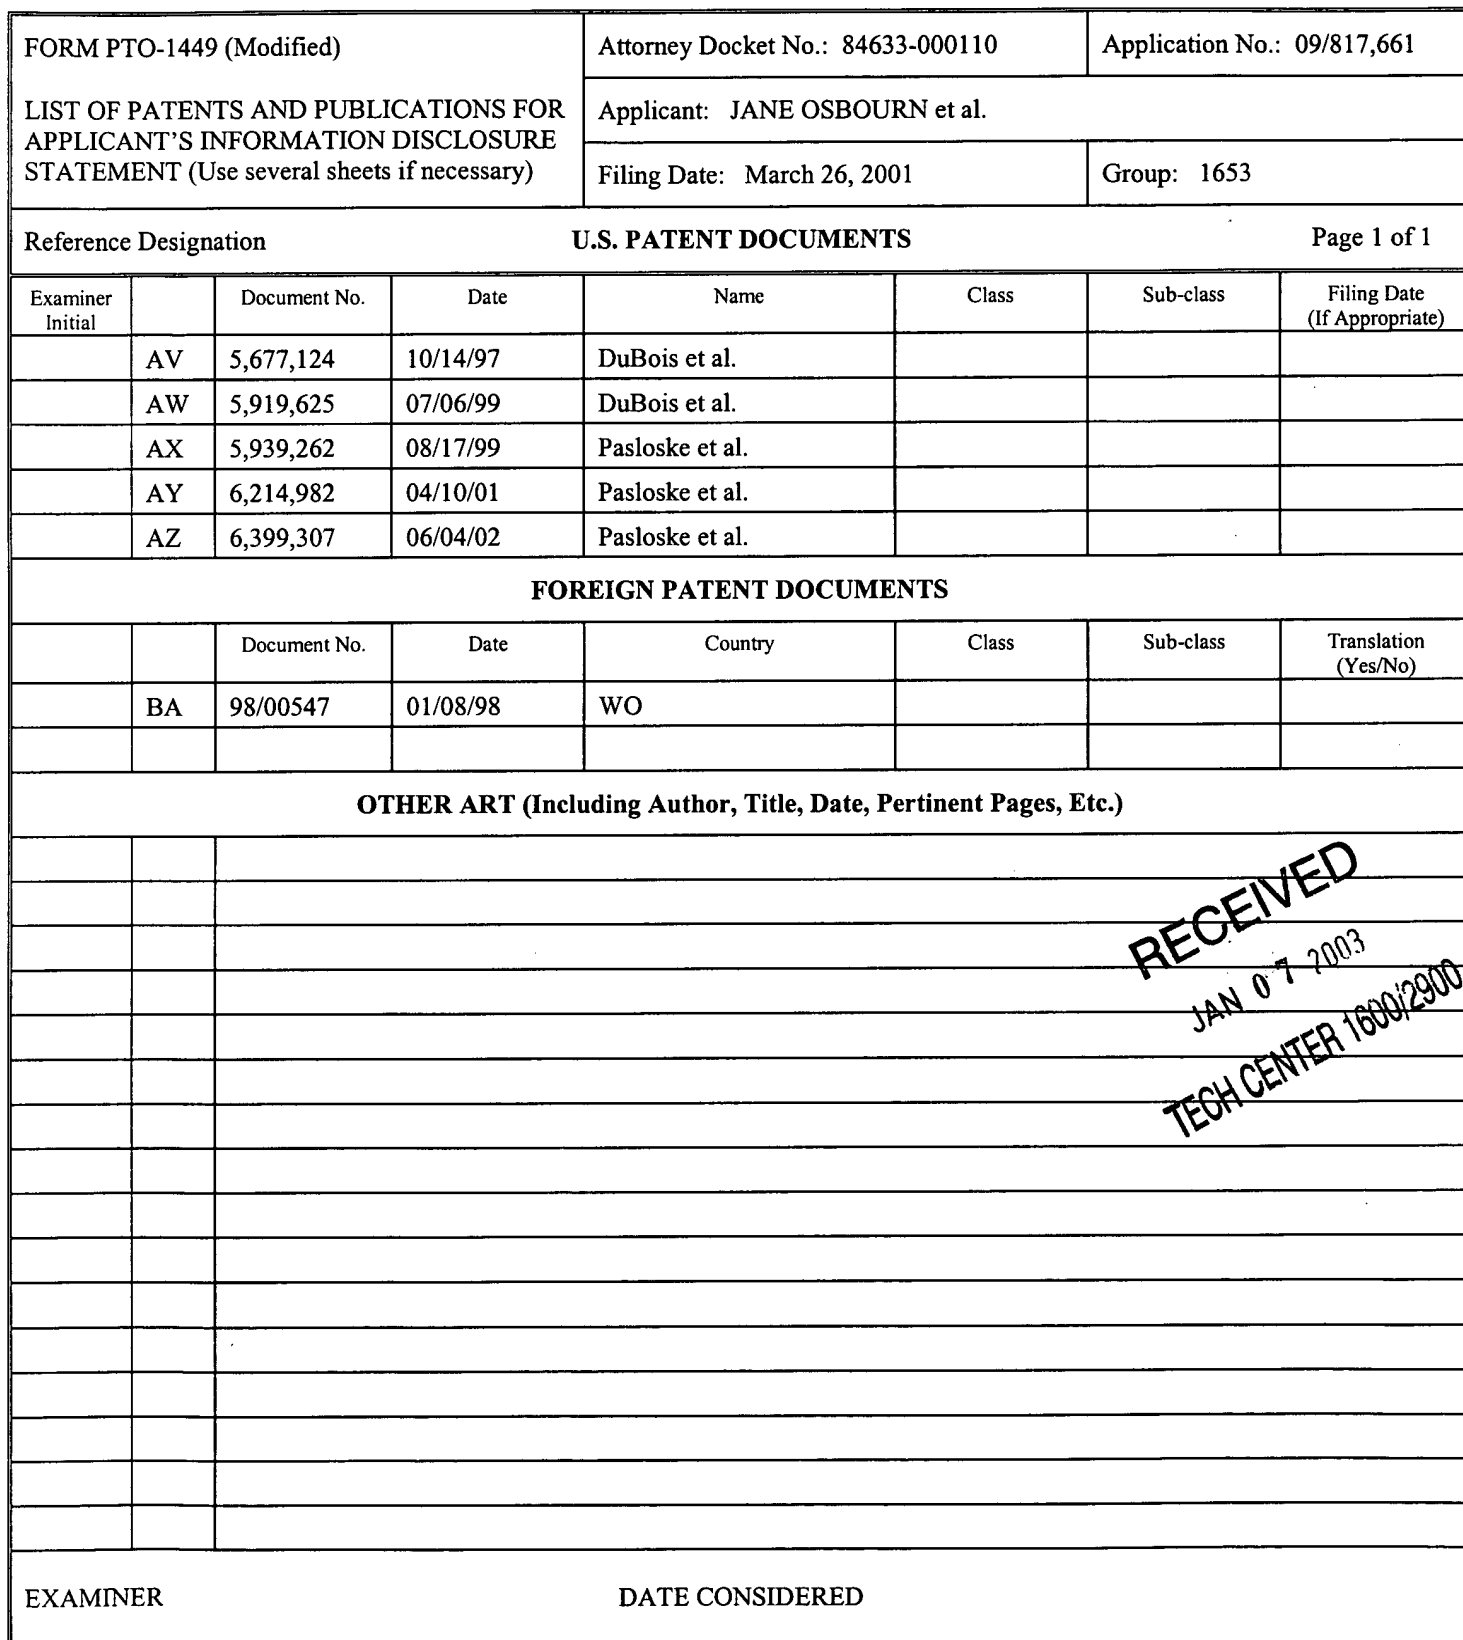 FORM PTO-1449 (Modified)
LIST OF PATENTS AND PUBLICATIONS FOR
APPLICANT'S INFORMATION DISCLOSURE
STATEMENT (Use several sheets if necessary)
Attorney Docket No.: 84633-000110
Application No.: 09/817,661
Applicant: JANE OSBOURN et al.
Filing Date: March 26, 2001
Group: 1653
Reference Designation U.S. PATENT DOCUMENTS Page 1 of 1
Examiner Initial Document No. Date Name Class Sub-class Filing Date (If Appropriate)
AV 5,677,124 10/14/97 DuBois et al.
AW 5,919,625 07/06/99 DuBois et al.
AX 5,939,262 08/17/99 Pasloske et al.
AY 6,214,982 04/10/01 Pasloske et al.
AZ 6,399,307 06/04/02 Pasloske et al.
FOREIGN PATENT DOCUMENTS
Document No. Date Country Class Sub-class Translation (Yes/No)
BA 98/00547 01/08/98 WO
OTHER ART (Including Author, Title, Date, Pertinent Pages, Etc.)
RECEIVED
JAN 07 2003
TECH CENTER 1600/2900
EXAMINER DATE CONSIDERED